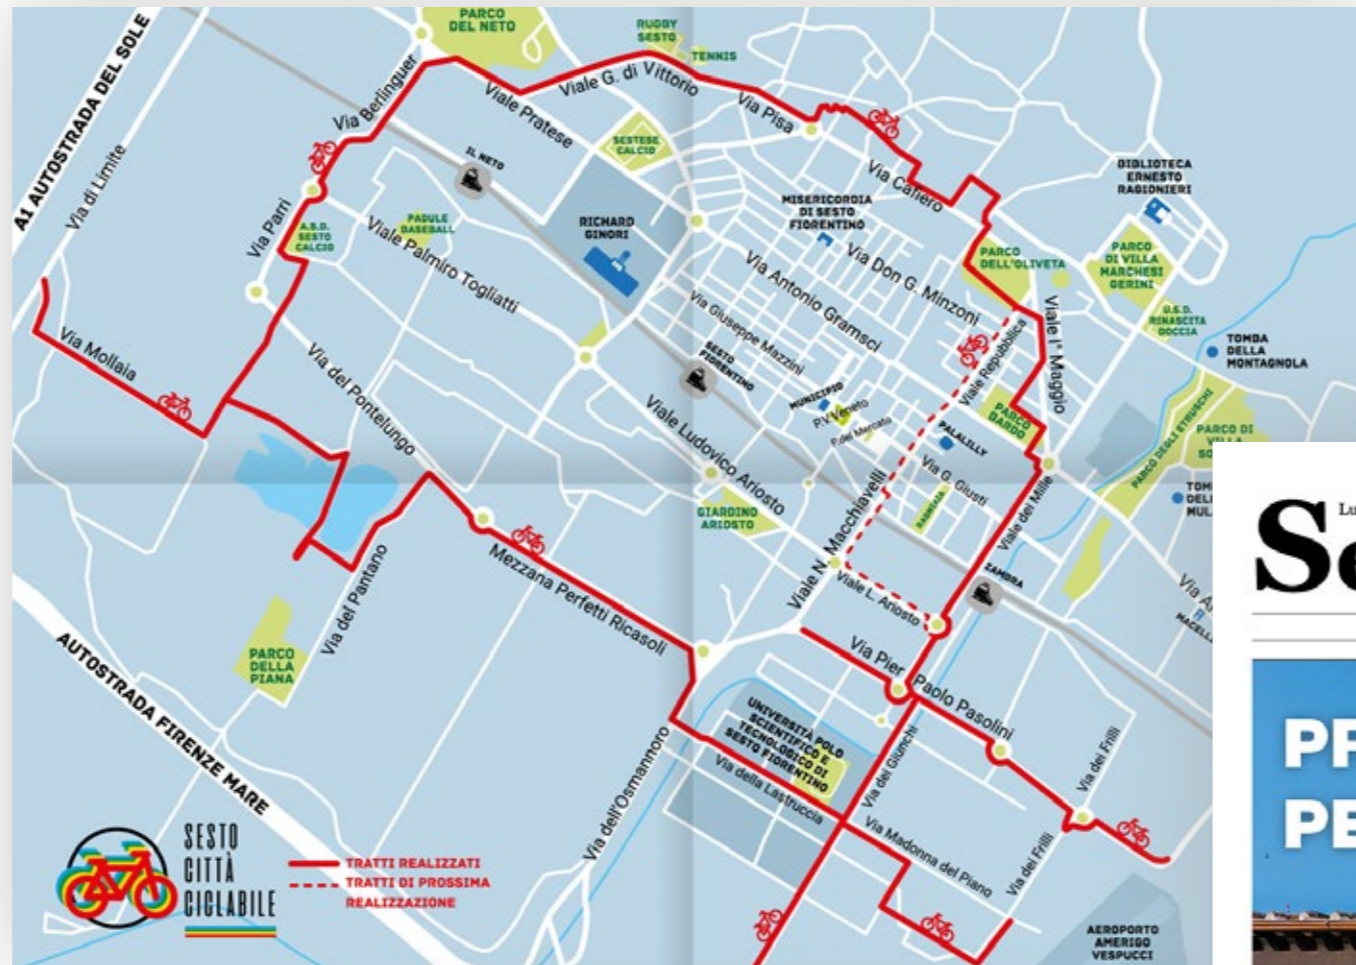 PARCO
DEL NETO
RUGBY
SESTO
TENNIS
A1 AUTOSTRADA DEL SOLE
Via di Limite
Via Berlinguer
Viale Pratese
Viale G. di Vittorio
Via Pisa
SESTESE
CALCIO
IL NETO
Via Cafiero
BIBLIOTECA
ERNESTO
RAGIONIERI
MISERICORDIA
DI SESTO
FIORENTINO
RICHARD
GINORI
Via Parri
A.S.D.
SESTO
CALCIO
PADULE
BASEBALL
Viale Palmiro Togliatti
Via Don G. Minzoni
Via Antonio Gramsci
Via Giuseppe Mazzini
PARCO
DELL'OLIVETA
PARCO
DI VILLA
MARCHESI
GERINI
U.S.D.
RINASCITA
DOCCIA
TOMBA
DELLA
MONTAGNOLA
Viale I° Maggio
Viale Repubblica
Via Mollaia
Via del Pontelungo
SESTO
FIORENTINO
MUNICIPIO
P.V.Veneto
P.del Mercato
PALALILLY
Viale Ludovico Ariosto
Via G. Giusti
PARCO DEGLI ETRUSCHI
PARCO DI
GIARDINO
ARIOSTO
Viale N. Macchiavelli
Viale dei Mille
ZAMBRA
Viale L. Ariosto
Mezzana Perfetti Ricasoli
Via del Pantano
PARCO
DELLA
PIANA
AUTOSTRADA FIRENZE MARE
Via Pier Paolo Pasolini
UNIVERSITÀ POLO
SCIENTIFICO E
TECNOLOGICO DI
SESTO FIORENTINO
Via della Lastruccia
Via dell'Osmannoro
Via dei Giunchi
Via dei Frilli
Via Madonna del Piano
Via dei Frilli
AEROPORTO
AMERIGO
VESPUCCI
SESTO
CITTÀ
CICLABILE
TRATTI REALIZZATI
TRATTI DI PROSSIMA
REALIZZAZIONE